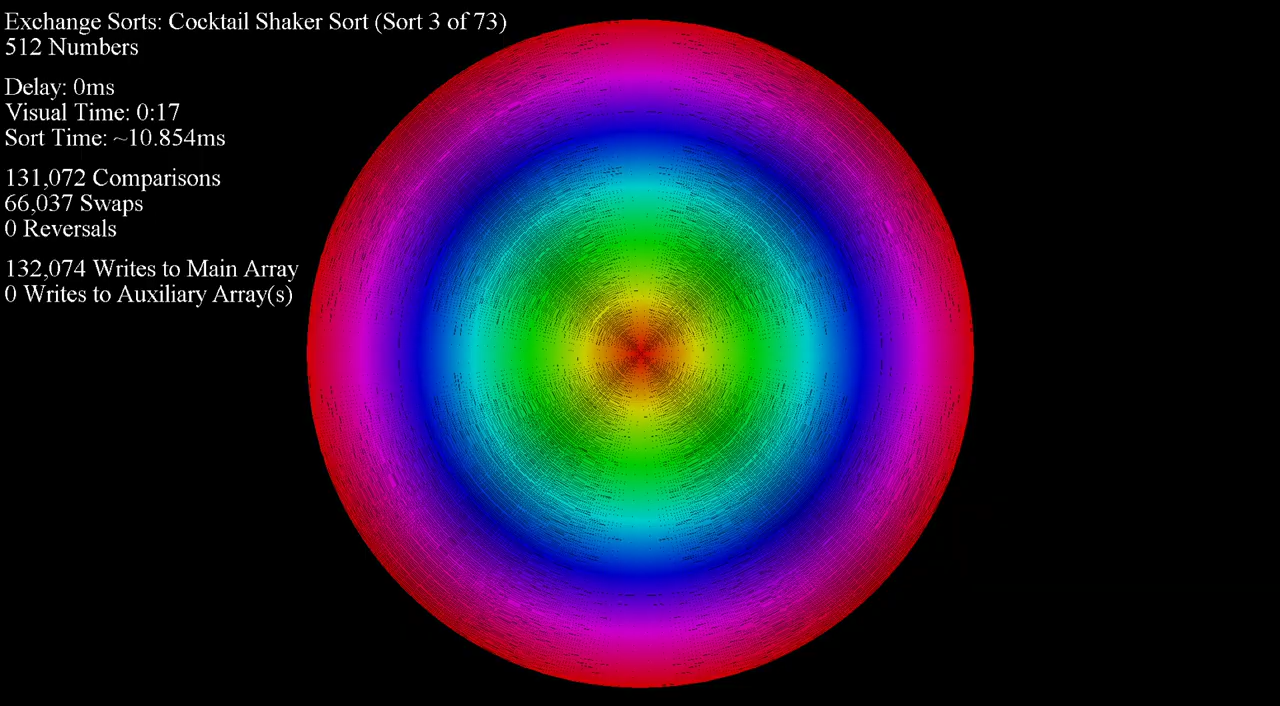 Exchange Sorts: Cocktail Shaker Sort (Sort 3 of 73)
512 Numbers
Delay: 0ms
Visual Time: 0:17
Sort Time: ~10.854ms
131,072 Comparisons
66,037 Swaps
0 Reversals
132,074 Writes to Main Array
0 Writes to Auxiliary Array(s)